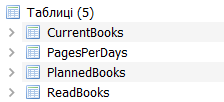 Таблиці (5)
CurrentBooks
PagesPerDays
PlannedBooks
ReadBooks